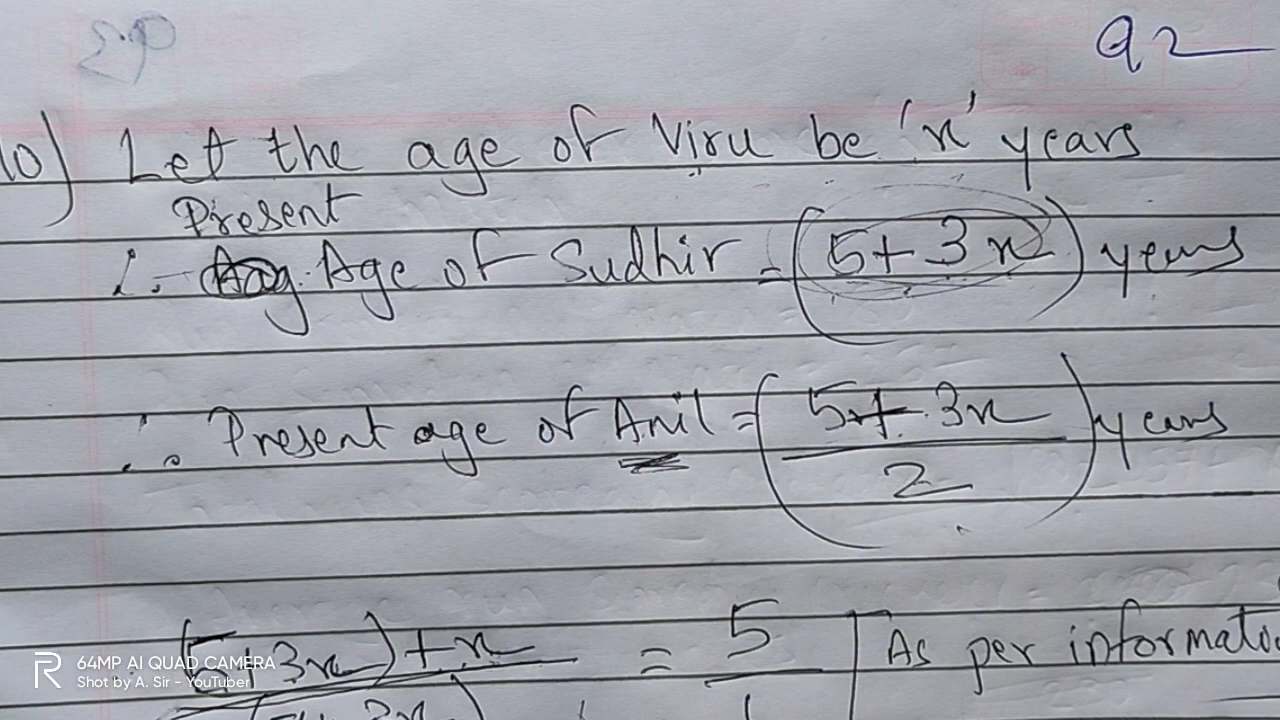 Q2
10) Let the age of Viru be 'x' years
Present
∴ Age of Sudhir = (5+3x) years
∴ Present age of Anil = (5+3x / 2) years
(5+3x)+x = 5 | As per informatio
64MP AI QUAD CAMERA
Shot by A. Sir - YouTuber